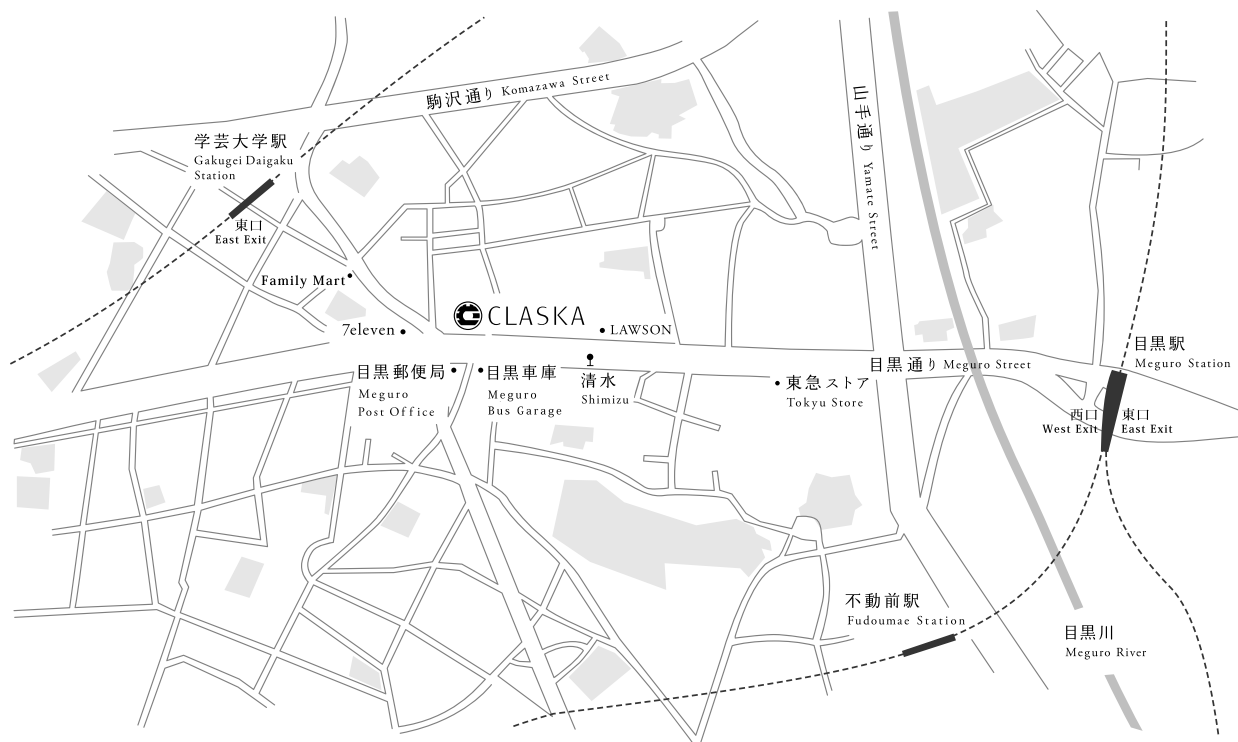 駒沢通り Komazawa Street
山手通り Yamate Street
学芸大学駅
Gakugei Daigaku
Station
東口
East Exit
Family Mart
7eleven
CLASKA
LAWSON
目黒通り Meguro Street
目黒駅
Meguro Station
目黒郵便局
Meguro
Post Office
目黒車庫
Meguro
Bus Garage
清水
Shimizu
東急ストア
Tokyu Store
西口
West Exit
東口
East Exit
不動前駅
Fudoumae Station
目黒川
Meguro River